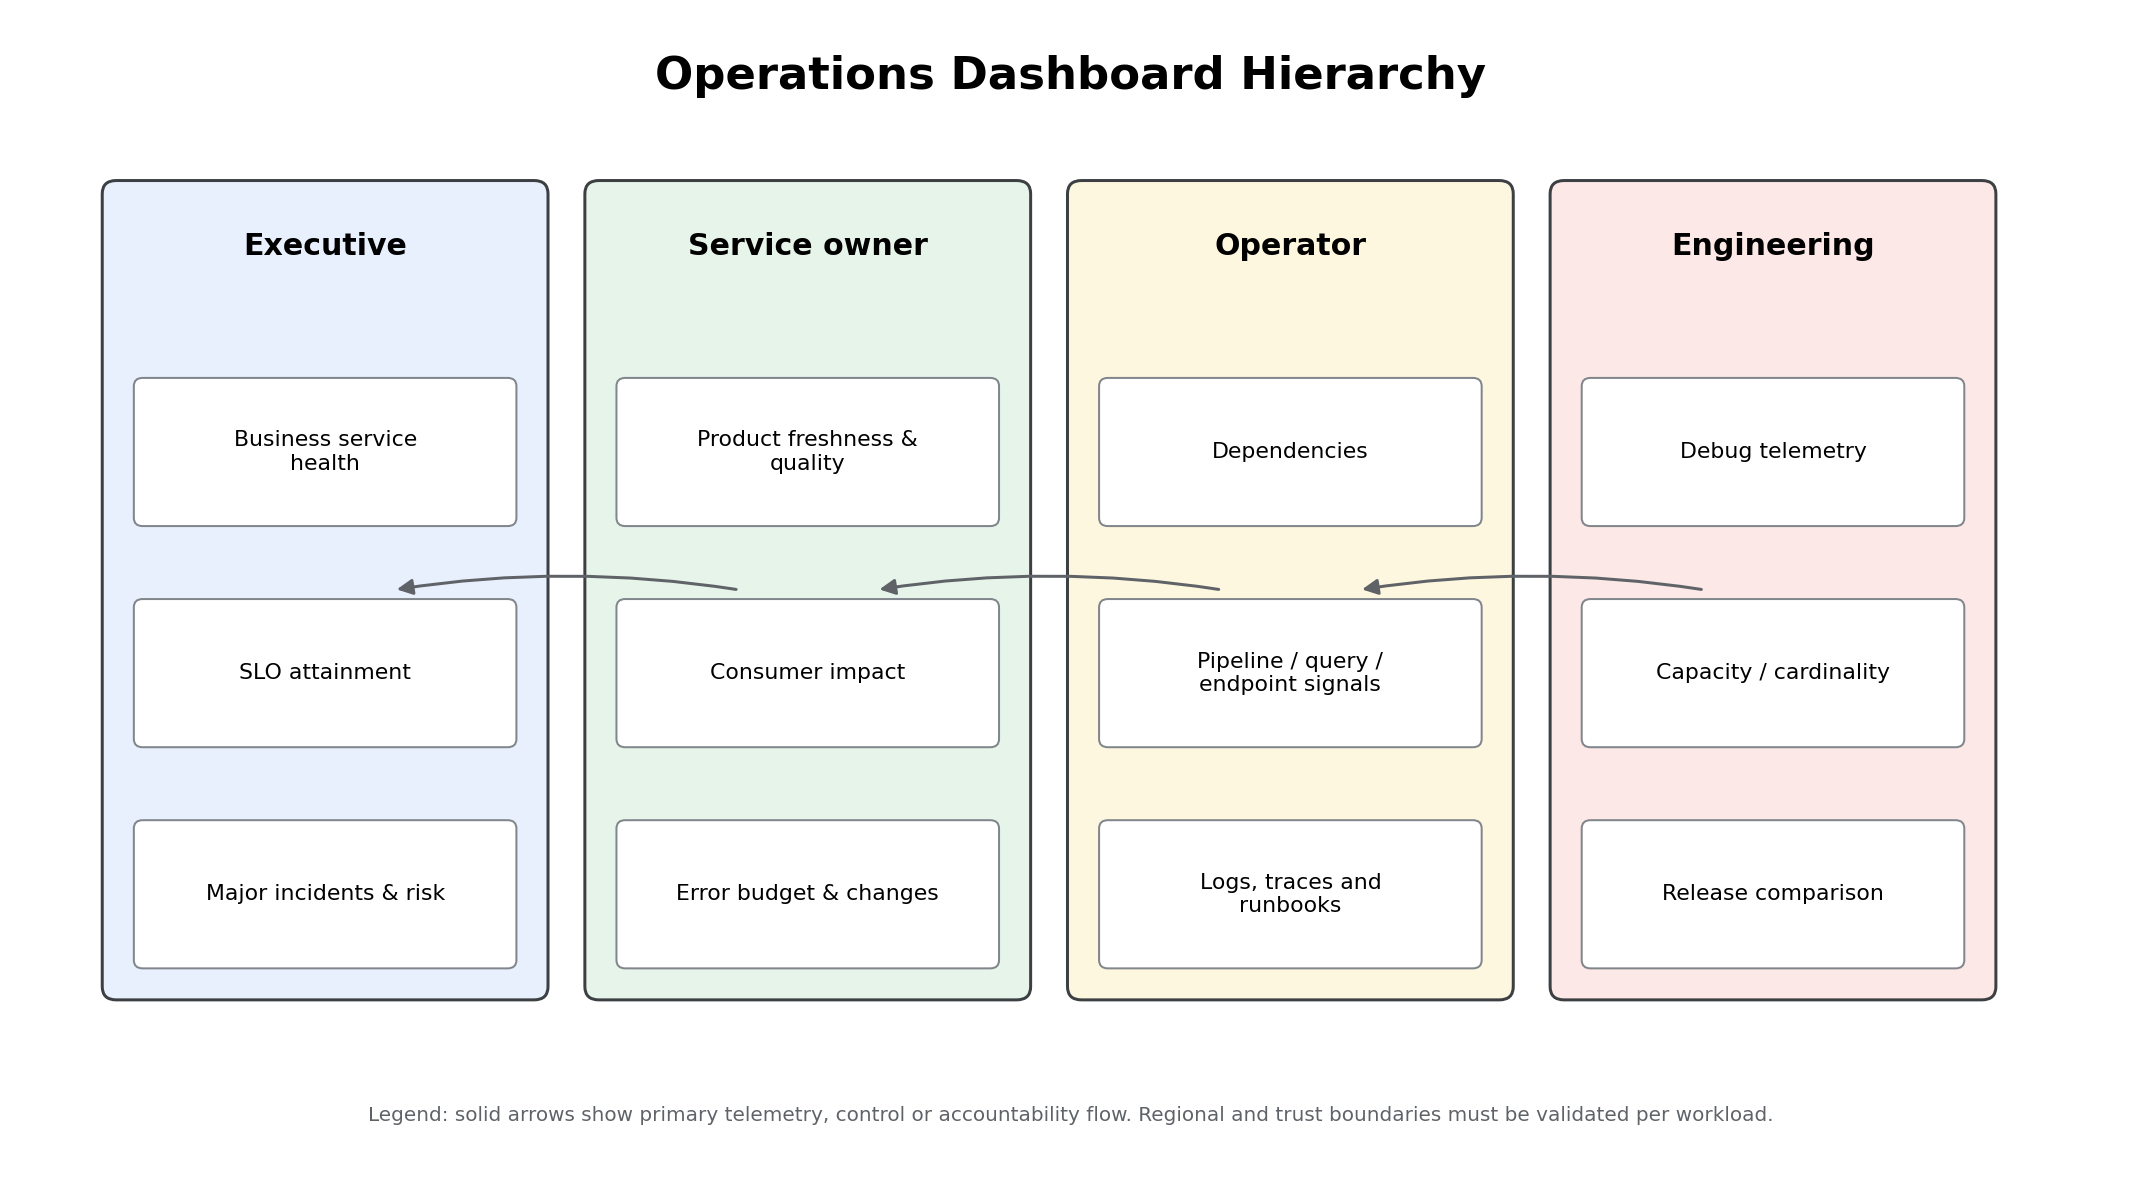 Operations Dashboard Hierarchy
Executive
Business service
health
SLO attainment
Major incidents & risk
Service owner
Product freshness &
quality
Consumer impact
Error budget & changes
Operator
Dependencies
Pipeline / query /
endpoint signals
Logs, traces and
runbooks
Engineering
Debug telemetry
Capacity / cardinality
Release comparison
Legend: solid arrows show primary telemetry, control or accountability flow. Regional and trust boundaries must be validated per workload.